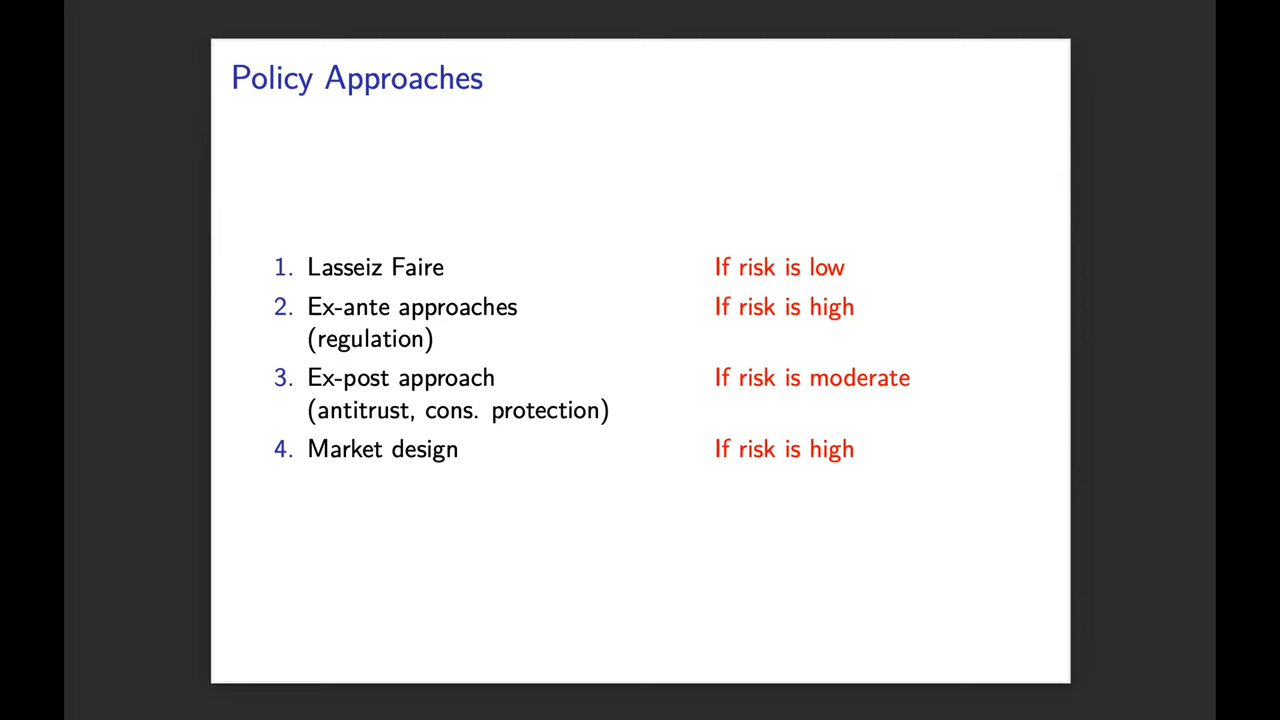 Policy Approaches
1. Lasseiz Faire If risk is low
2. Ex-ante approaches If risk is high
(regulation)
3. Ex-post approach If risk is moderate
(antitrust, cons. protection)
4. Market design If risk is high